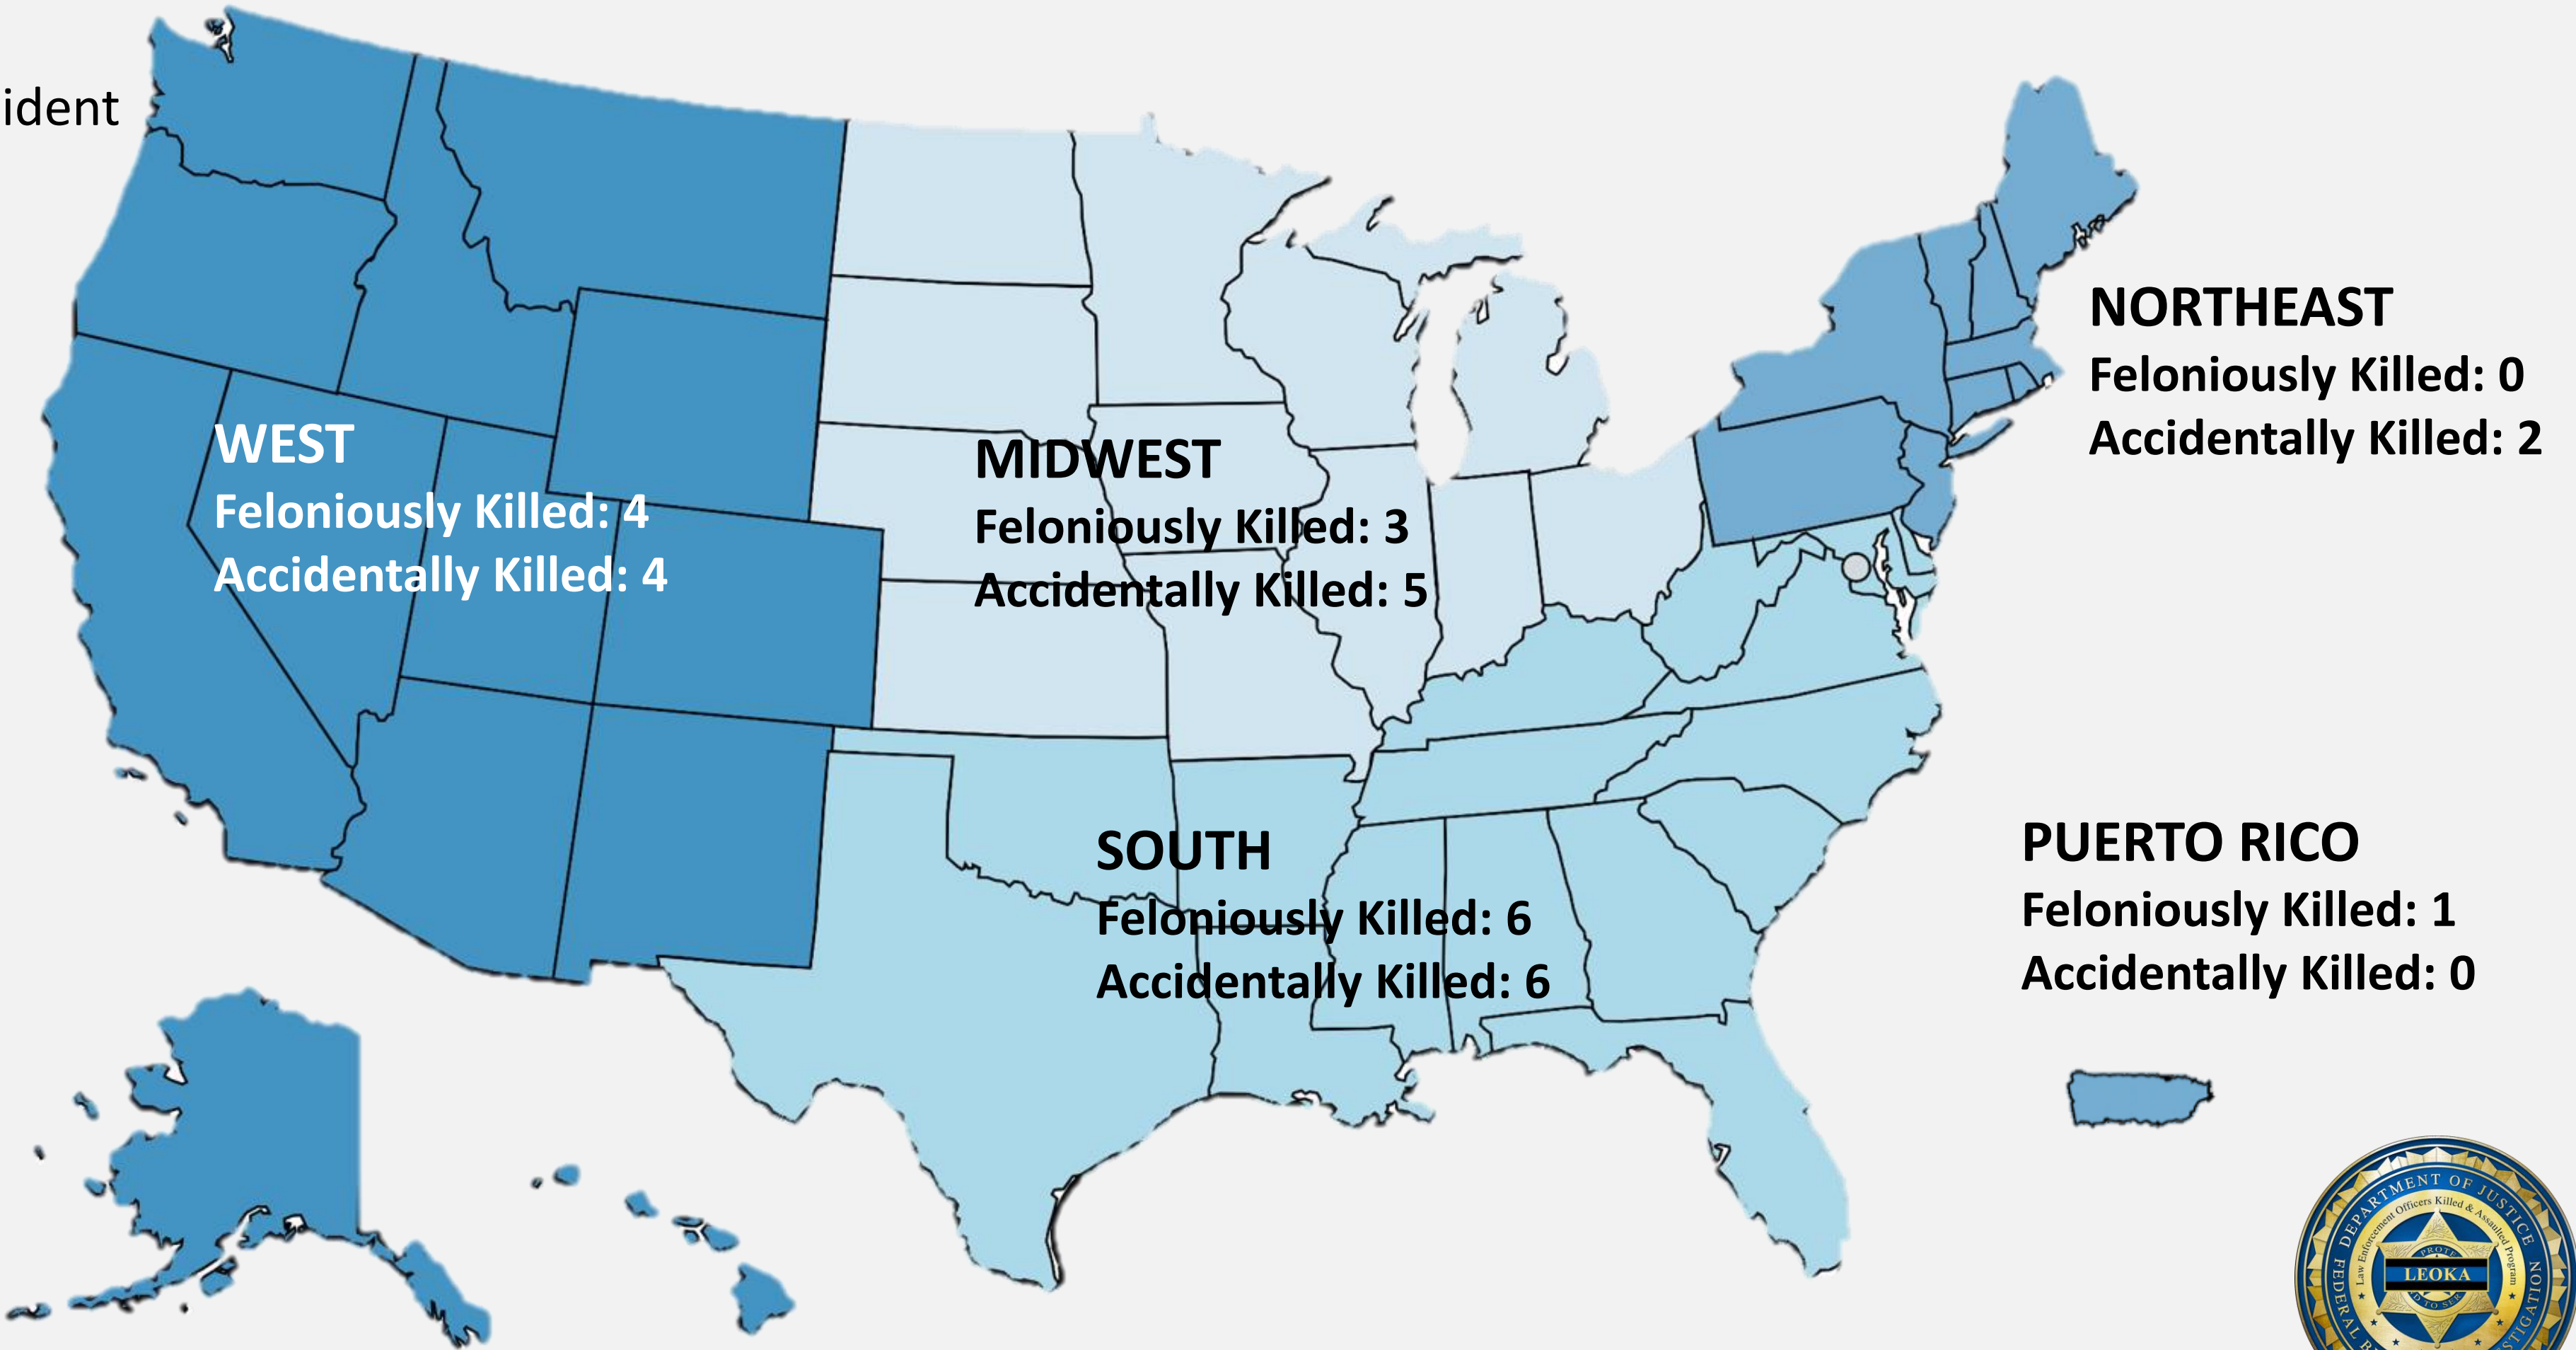 ident
WEST
Feloniously Killed: 4
Accidentally Killed: 4
MIDWEST
Feloniously Killed: 3
Accidentally Killed: 5
NORTHEAST
Feloniously Killed: 0
Accidentally Killed: 2
SOUTH
Feloniously Killed: 6
Accidentally Killed: 6
PUERTO RICO
Feloniously Killed: 1
Accidentally Killed: 0
DEPARTMENT OF JUSTICE
Law Enforcement Officers Killed & Assaulted Program
LEOKA
FEDERAL